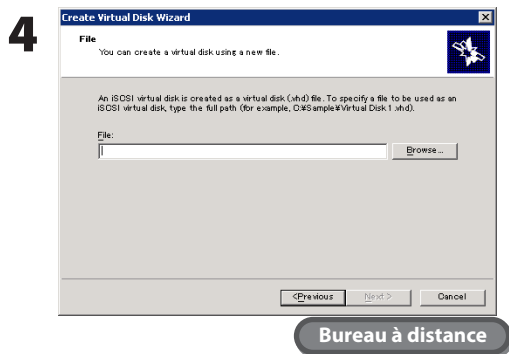 4
Create Virtual Disk Wizard
File
You can create a virtual disk using a new file.
An iSCSI virtual disk is created as a virtual disk (.vhd) file. To specify a file to be used as an
iSCSI virtual disk, type the full path (for example, C:¥Sample¥Virtual Disk 1.vhd).
File:
Browse...
<Previous
Next >
Cancel
Bureau à distance